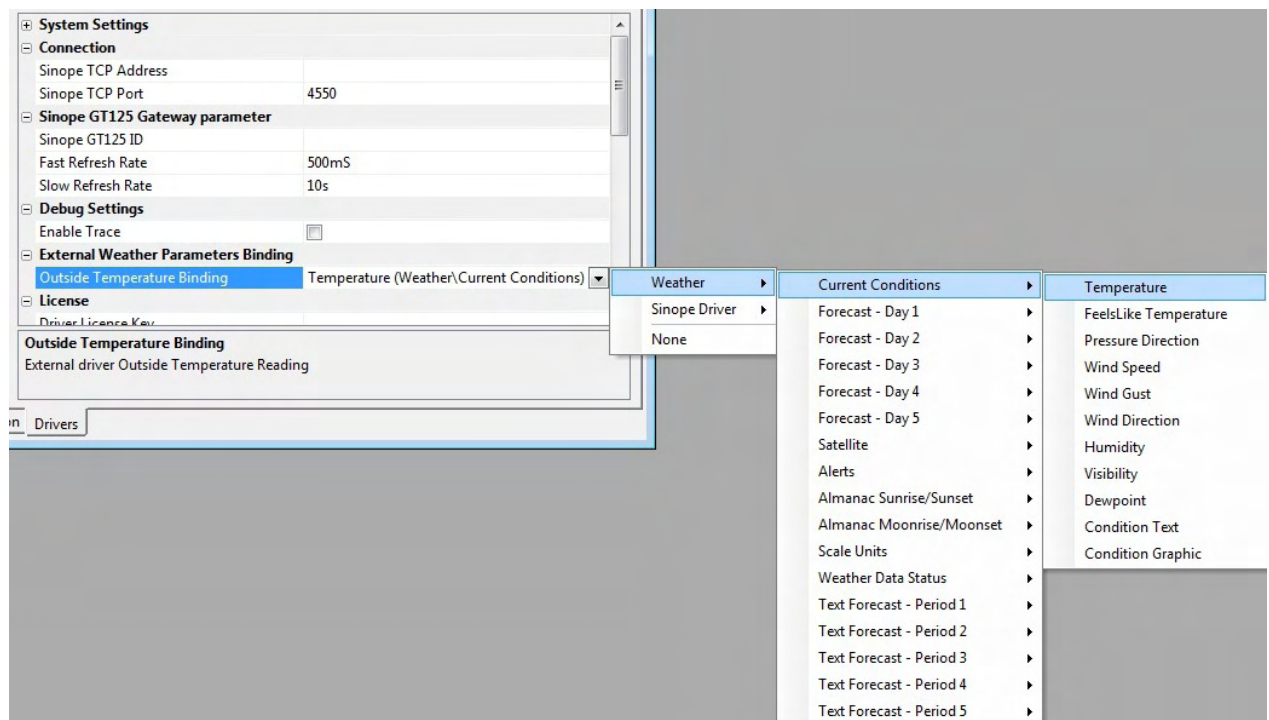 System Settings
Connection
Sinope TCP Address
Sinope TCP Port 4550
Sinope GT125 Gateway parameter
Sinope GT125 ID
Fast Refresh Rate 500mS
Slow Refresh Rate 10s
Debug Settings
Enable Trace
External Weather Parameters Binding
Outside Temperature Binding Temperature (Weather\Current Conditions)
License
Driver License Key
Outside Temperature Binding
External driver Outside Temperature Reading
on Drivers
Weather
Sinope Driver
None
Current Conditions
Forecast - Day 1
Forecast - Day 2
Forecast - Day 3
Forecast - Day 4
Forecast - Day 5
Satellite
Alerts
Almanac Sunrise/Sunset
Almanac Moonrise/Moonset
Scale Units
Weather Data Status
Text Forecast - Period 1
Text Forecast - Period 2
Text Forecast - Period 3
Text Forecast - Period 4
Text Forecast - Period 5
Temperature
FeelsLike Temperature
Pressure Direction
Wind Speed
Wind Gust
Wind Direction
Humidity
Visibility
Dewpoint
Condition Text
Condition Graphic